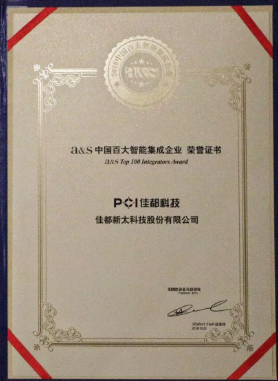 a&S 中国百大智能集成企业 荣誉证书
a&S Top 100 Integrators Award
PCI佳都科技
佳都新太科技股份有限公司